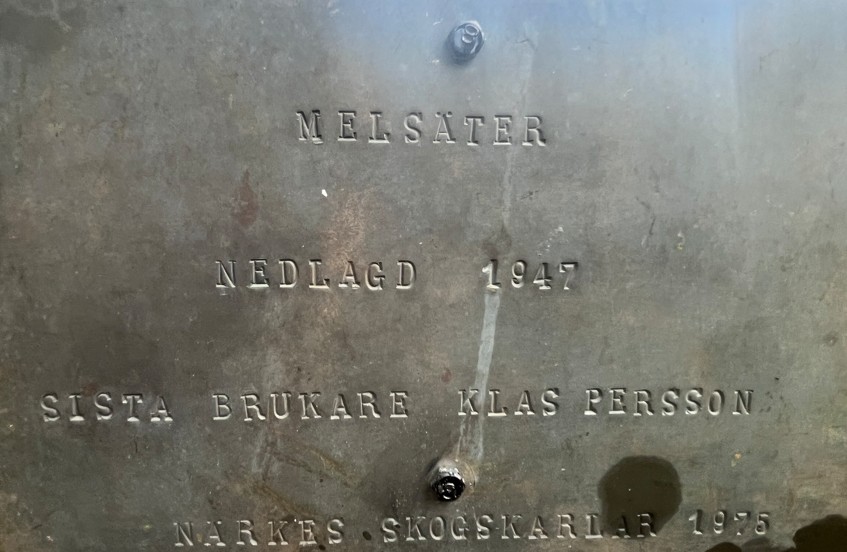 MELSÄTER
NEDLAGD 1947
SISTA BRUKARE KLAS PERSSON
NÄRKES SKOGSKARLAR 1975